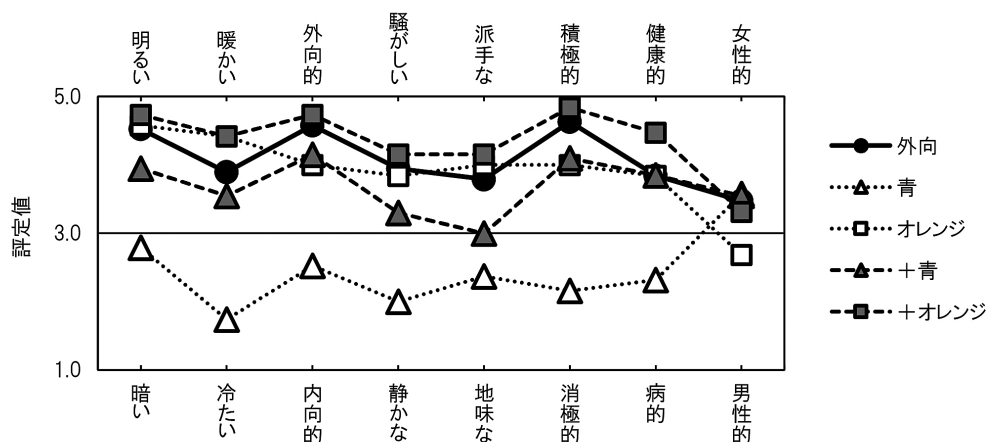 明るい
暖かい
外向的
騒がしい
派手な
積極的
健康的
女性的
5.0
3.0
1.0
評定値
暗い
冷たい
内向的
静かな
地味な
消極的
病的
男性的
外向
青
オレンジ
＋青
＋オレンジ